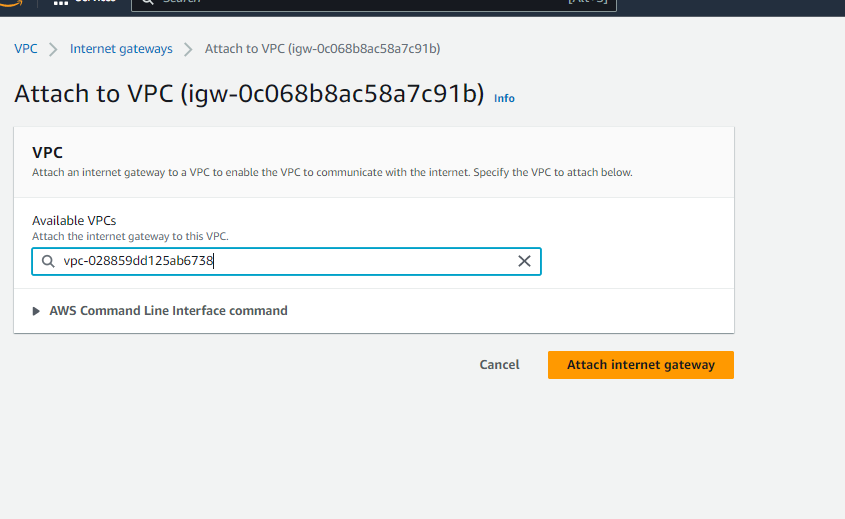 Services
Search
[Alt+S]
VPC
Internet gateways
Attach to VPC (igw-0c068b8ac58a7c91b)
Attach to VPC (igw-0c068b8ac58a7c91b) Info
VPC
Attach an internet gateway to a VPC to enable the VPC to communicate with the internet. Specify the VPC to attach below.
Available VPCs
Attach the internet gateway to this VPC.
vpc-028859dd125ab6738
AWS Command Line Interface command
Cancel
Attach internet gateway